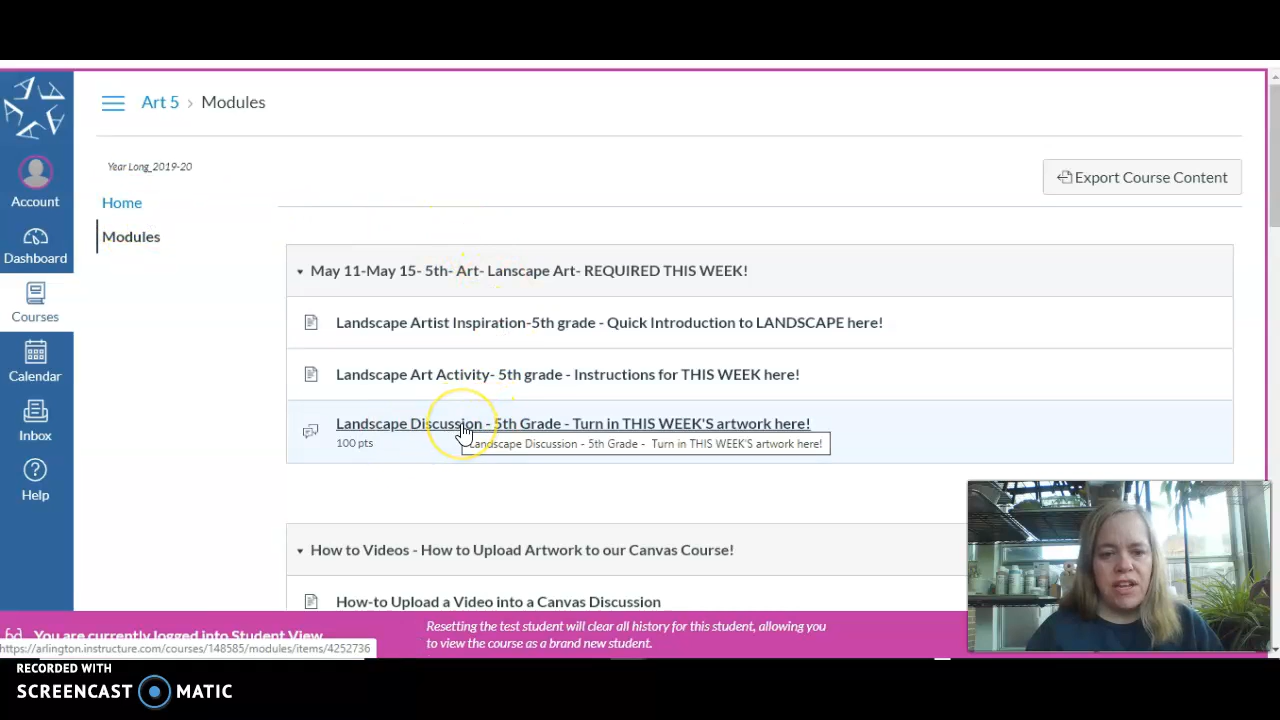 Art 5 › Modules
Year Long_2019-20
Export Course Content
Account
Dashboard
Courses
Calendar
Inbox
Help
Home
Modules
May 11-May 15- 5th- Art- Lanscape Art- REQUIRED THIS WEEK!
Landscape Artist Inspiration-5th grade - Quick Introduction to LANDSCAPE here!
Landscape Art Activity- 5th grade - Instructions for THIS WEEK here!
Landscape Discussion - 5th Grade - Turn in THIS WEEK'S artwork here!
100 pts
Landscape Discussion - 5th Grade - Turn in THIS WEEK'S artwork here!
How to Videos - How to Upload Artwork to our Canvas Course!
How-to Upload a Video into a Canvas Discussion
You are currently logged into Student View
Resetting the test student will clear all history for this student, allowing
you to view the course as a brand new student.
https://arlington.instructure.com/courses/148585/modules/items/4252736
RECORDED WITH
SCREENCAST MATIC